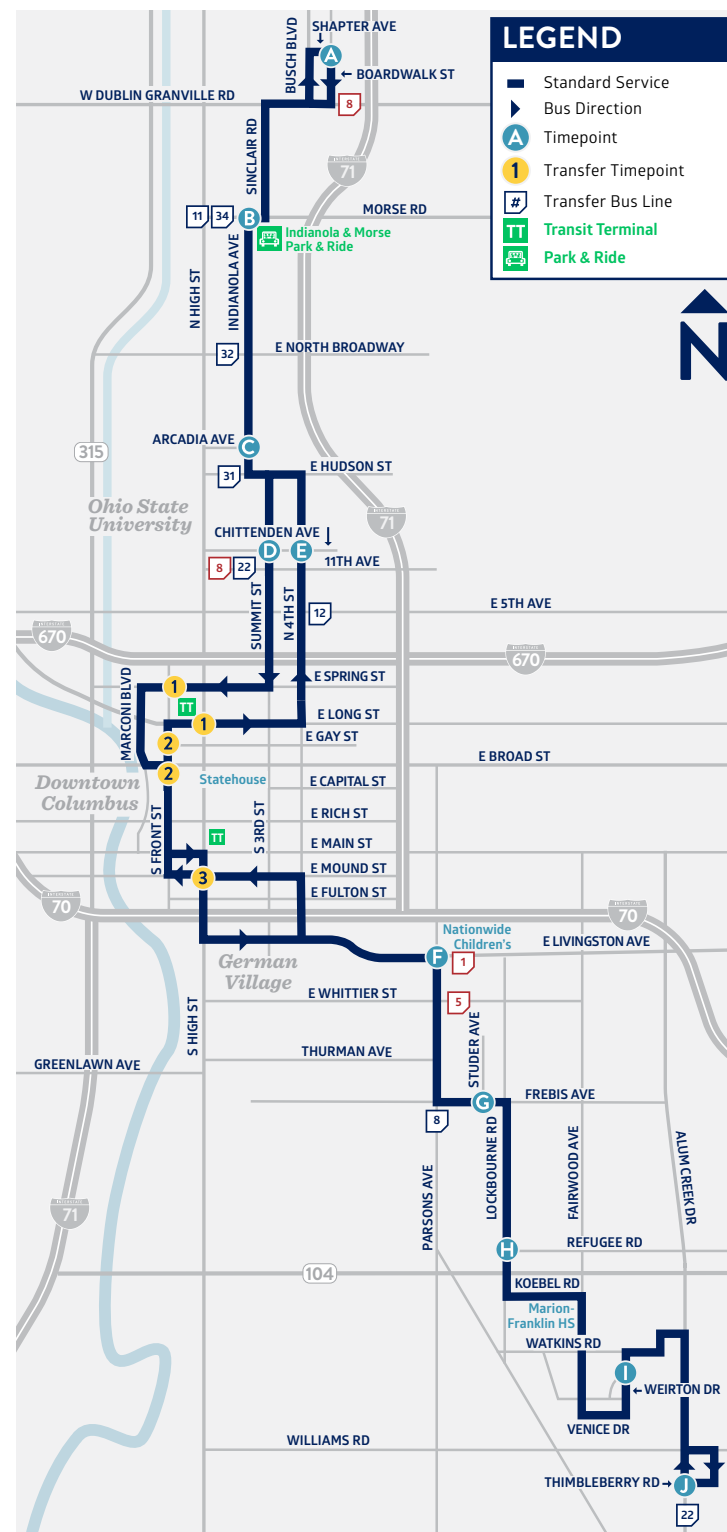 SHAPTER AVE
BUSCH BLVD
A
BOARDWALK ST
W DUBLIN GRANVILLE RD
8
SINCLAIR RD
71
11
34
B
MORSE RD
Indianola & Morse
Park & Ride
N HIGH ST
INDIANOLA AVE
E NORTH BROADWAY
32
ARCADIA AVE
C
315
E HUDSON ST
31
Ohio State
University
71
CHITTENDEN AVE
D
E
8
22
11TH AVE
SUMMIT ST
N 4TH ST
12
E 5TH AVE
670
670
MARCONI BLVD
1
E SPRING ST
TT
1
E LONG ST
2
E GAY ST
E BROAD ST
2
Statehouse
Downtown
Columbus
E CAPITAL ST
S FRONT ST
S 3RD ST
E RICH ST
TT
E MAIN ST
3
E MOUND ST
E FULTON ST
70
70
Nationwide
Children's
E LIVINGSTON AVE
F
1
German
Village
E WHITTIER ST
5
S HIGH ST
STUDER AVE
THURMAN AVE
GREENLAWN AVE
G
FREBIS AVE
8
PARSONS AVE
LOCKBOURNE RD
FAIRWOOD AVE
ALUM CREEK DR
71
H
REFUGEE RD
104
KOEBEL RD
Marion-
Franklin HS
WATKINS RD
I
WEIRTON DR
VENICE DR
WILLIAMS RD
THIMBLEBERRY RD
J
22
LEGEND
Standard Service
Bus Direction
A Timepoint
1 Transfer Timepoint
# Transfer Bus Line
TT Transit Terminal
Park & Ride
N